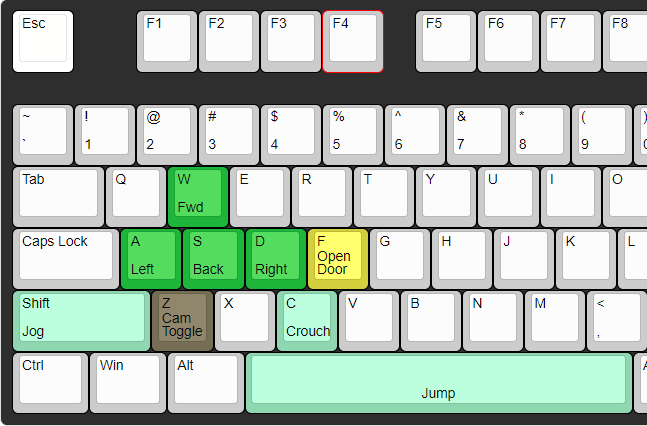 Esc F1 F2 F3 F4 F5 F6 F7 F8
~ ! @ # $ % ^ & * ( )
` 1 2 3 4 5 6 7 8 9
Tab Q W E R T Y U I O
Fwd
Caps Lock A S D F G H J K L
Open
Left Back Right Door
Shift Z X C V B N M <
Cam
Jog Toggle Crouch ,
Ctrl Win Alt
Jump